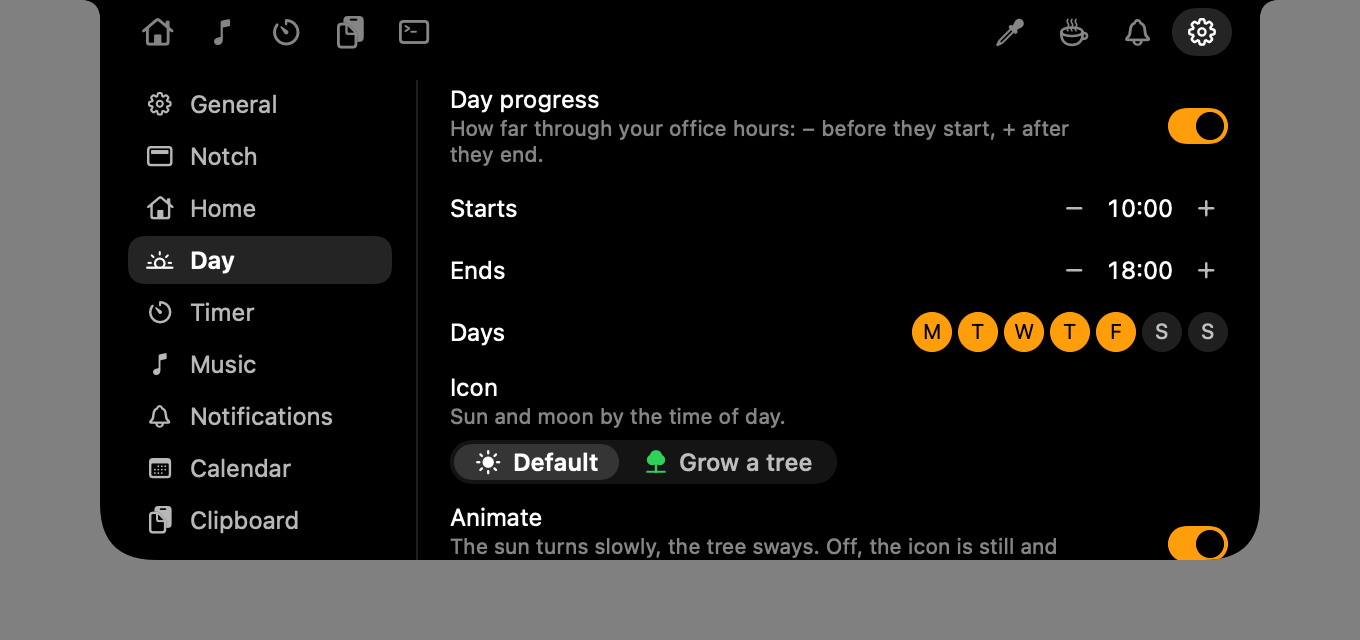 General
Notch
Home
Day
Timer
Music
Notifications
Calendar
Clipboard
Day progress
How far through your office hours: – before they start, + after
they end.
Starts
− 10:00 +
Ends
− 18:00 +
Days
M T W T F S S
Icon
Sun and moon by the time of day.
Default Grow a tree
Animate
The sun turns slowly, the tree sways. Off, the icon is still and